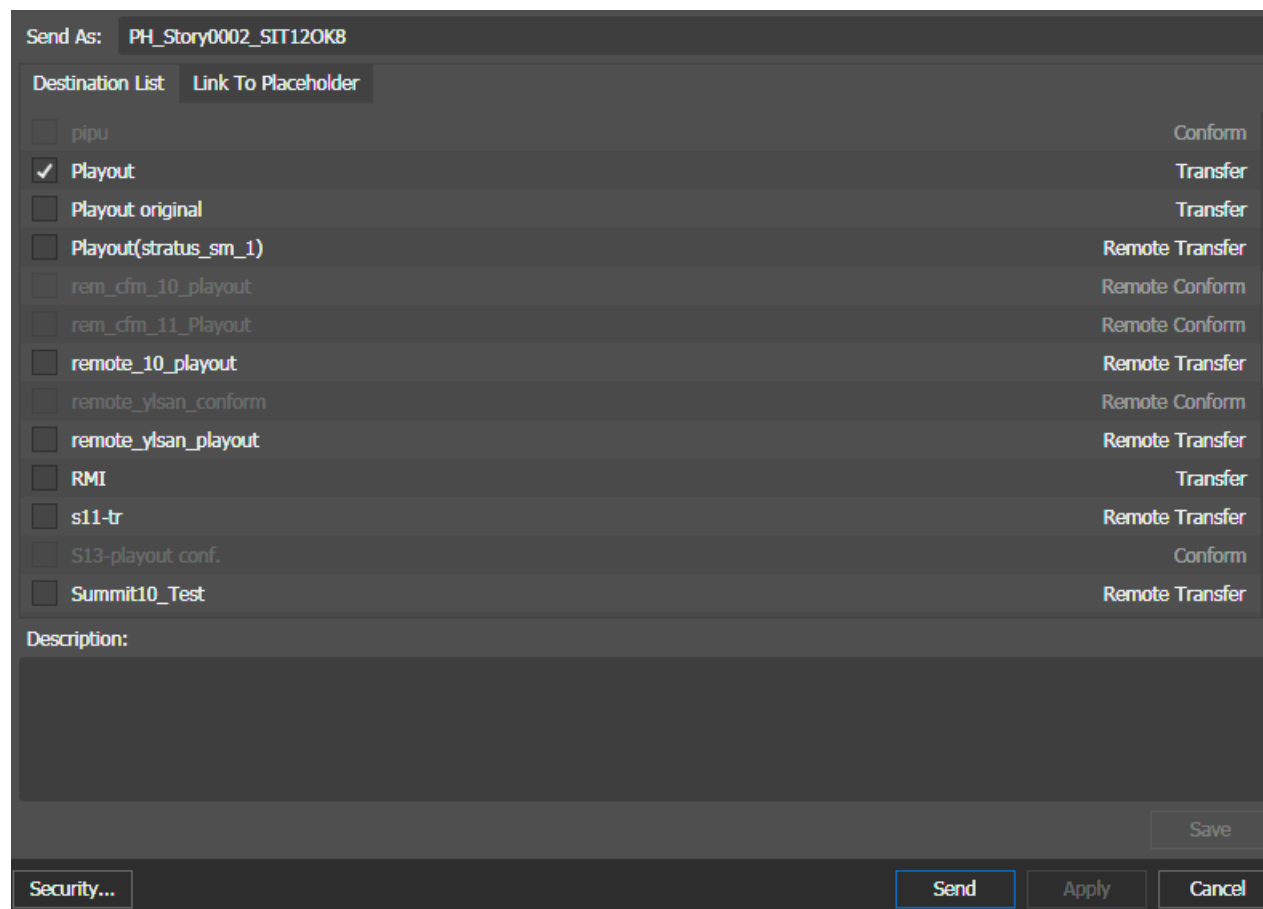 Send As: PH_Story0002_SIT12OK8
Destination List Link To Placeholder
pipu Conform
Playout Transfer
Playout original Transfer
Playout(stratus_sm_1) Remote Transfer
rem_cfm_10_playout Remote Conform
rem_cfm_11_Playout Remote Conform
remote_10_playout Remote Transfer
remote_ylsan_conform Remote Conform
remote_ylsan_playout Remote Transfer
RMI Transfer
s11-tr Remote Transfer
S13-playout conf. Conform
Summit10_Test Remote Transfer
Description:
Save
Security... Send Apply Cancel